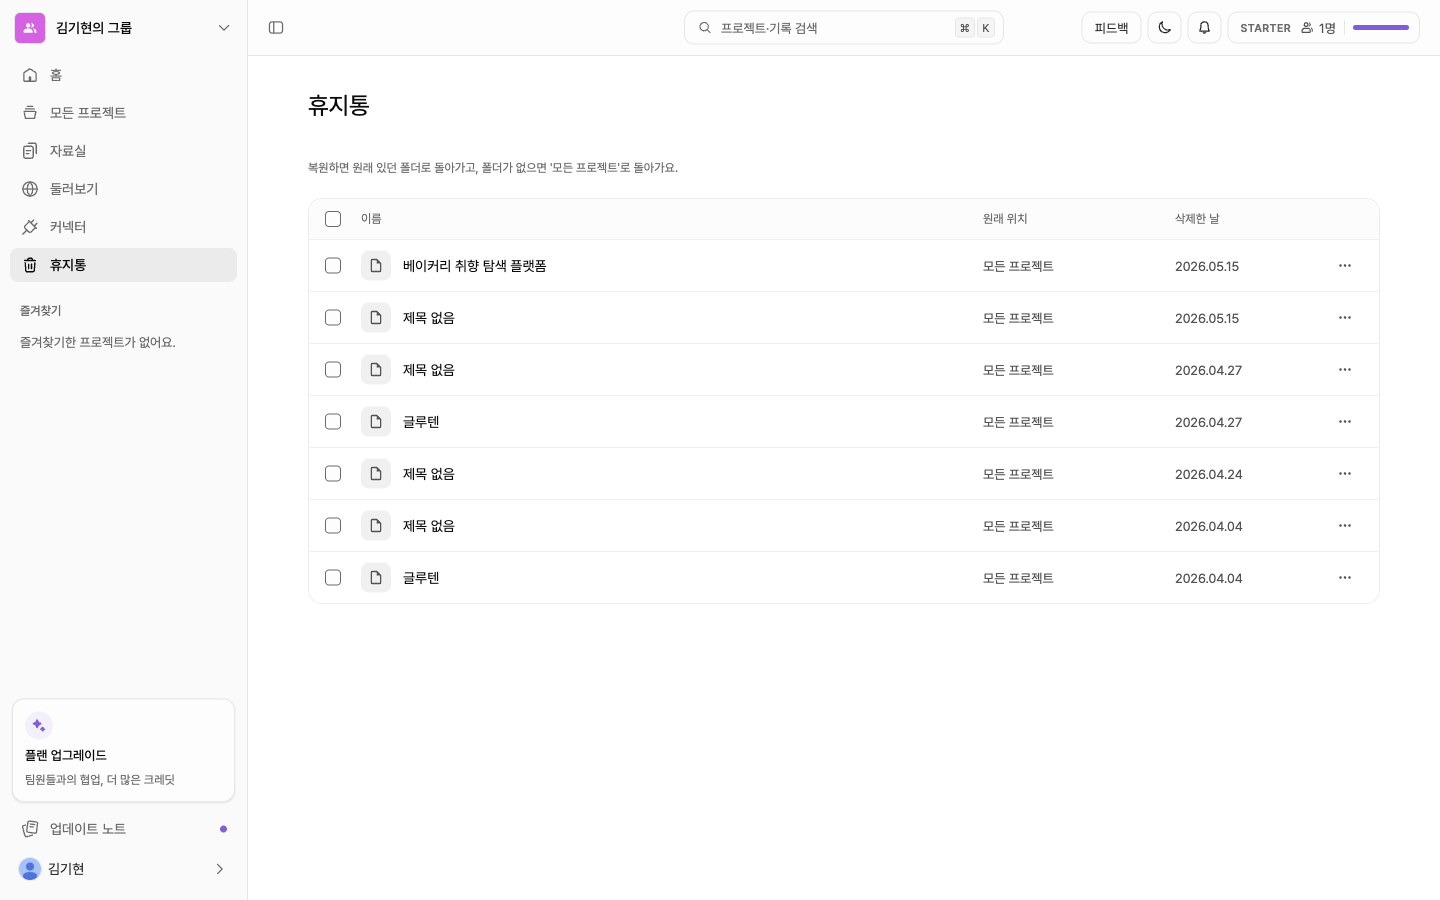 김기현의 그룹
홈
모든 프로젝트
자료실
둘러보기
커넥터
휴지통
즐겨찾기
즐겨찾기한 프로젝트가 없어요.
플랜 업그레이드
팀원들과의 협업, 더 많은 크레딧
업데이트 노트
김기현
프로젝트·기록 검색 ⌘ K
피드백
STARTER 1명
휴지통
복원하면 원래 있던 폴더로 돌아가고, 폴더가 없으면 '모든 프로젝트'로 돌아가요.
이름 원래 위치 삭제한 날
베이커리 취향 탐색 플랫폼 모든 프로젝트 2026.05.15
제목 없음 모든 프로젝트 2026.05.15
제목 없음 모든 프로젝트 2026.04.27
글루텐 모든 프로젝트 2026.04.27
제목 없음 모든 프로젝트 2026.04.24
제목 없음 모든 프로젝트 2026.04.04
글루텐 모든 프로젝트 2026.04.04